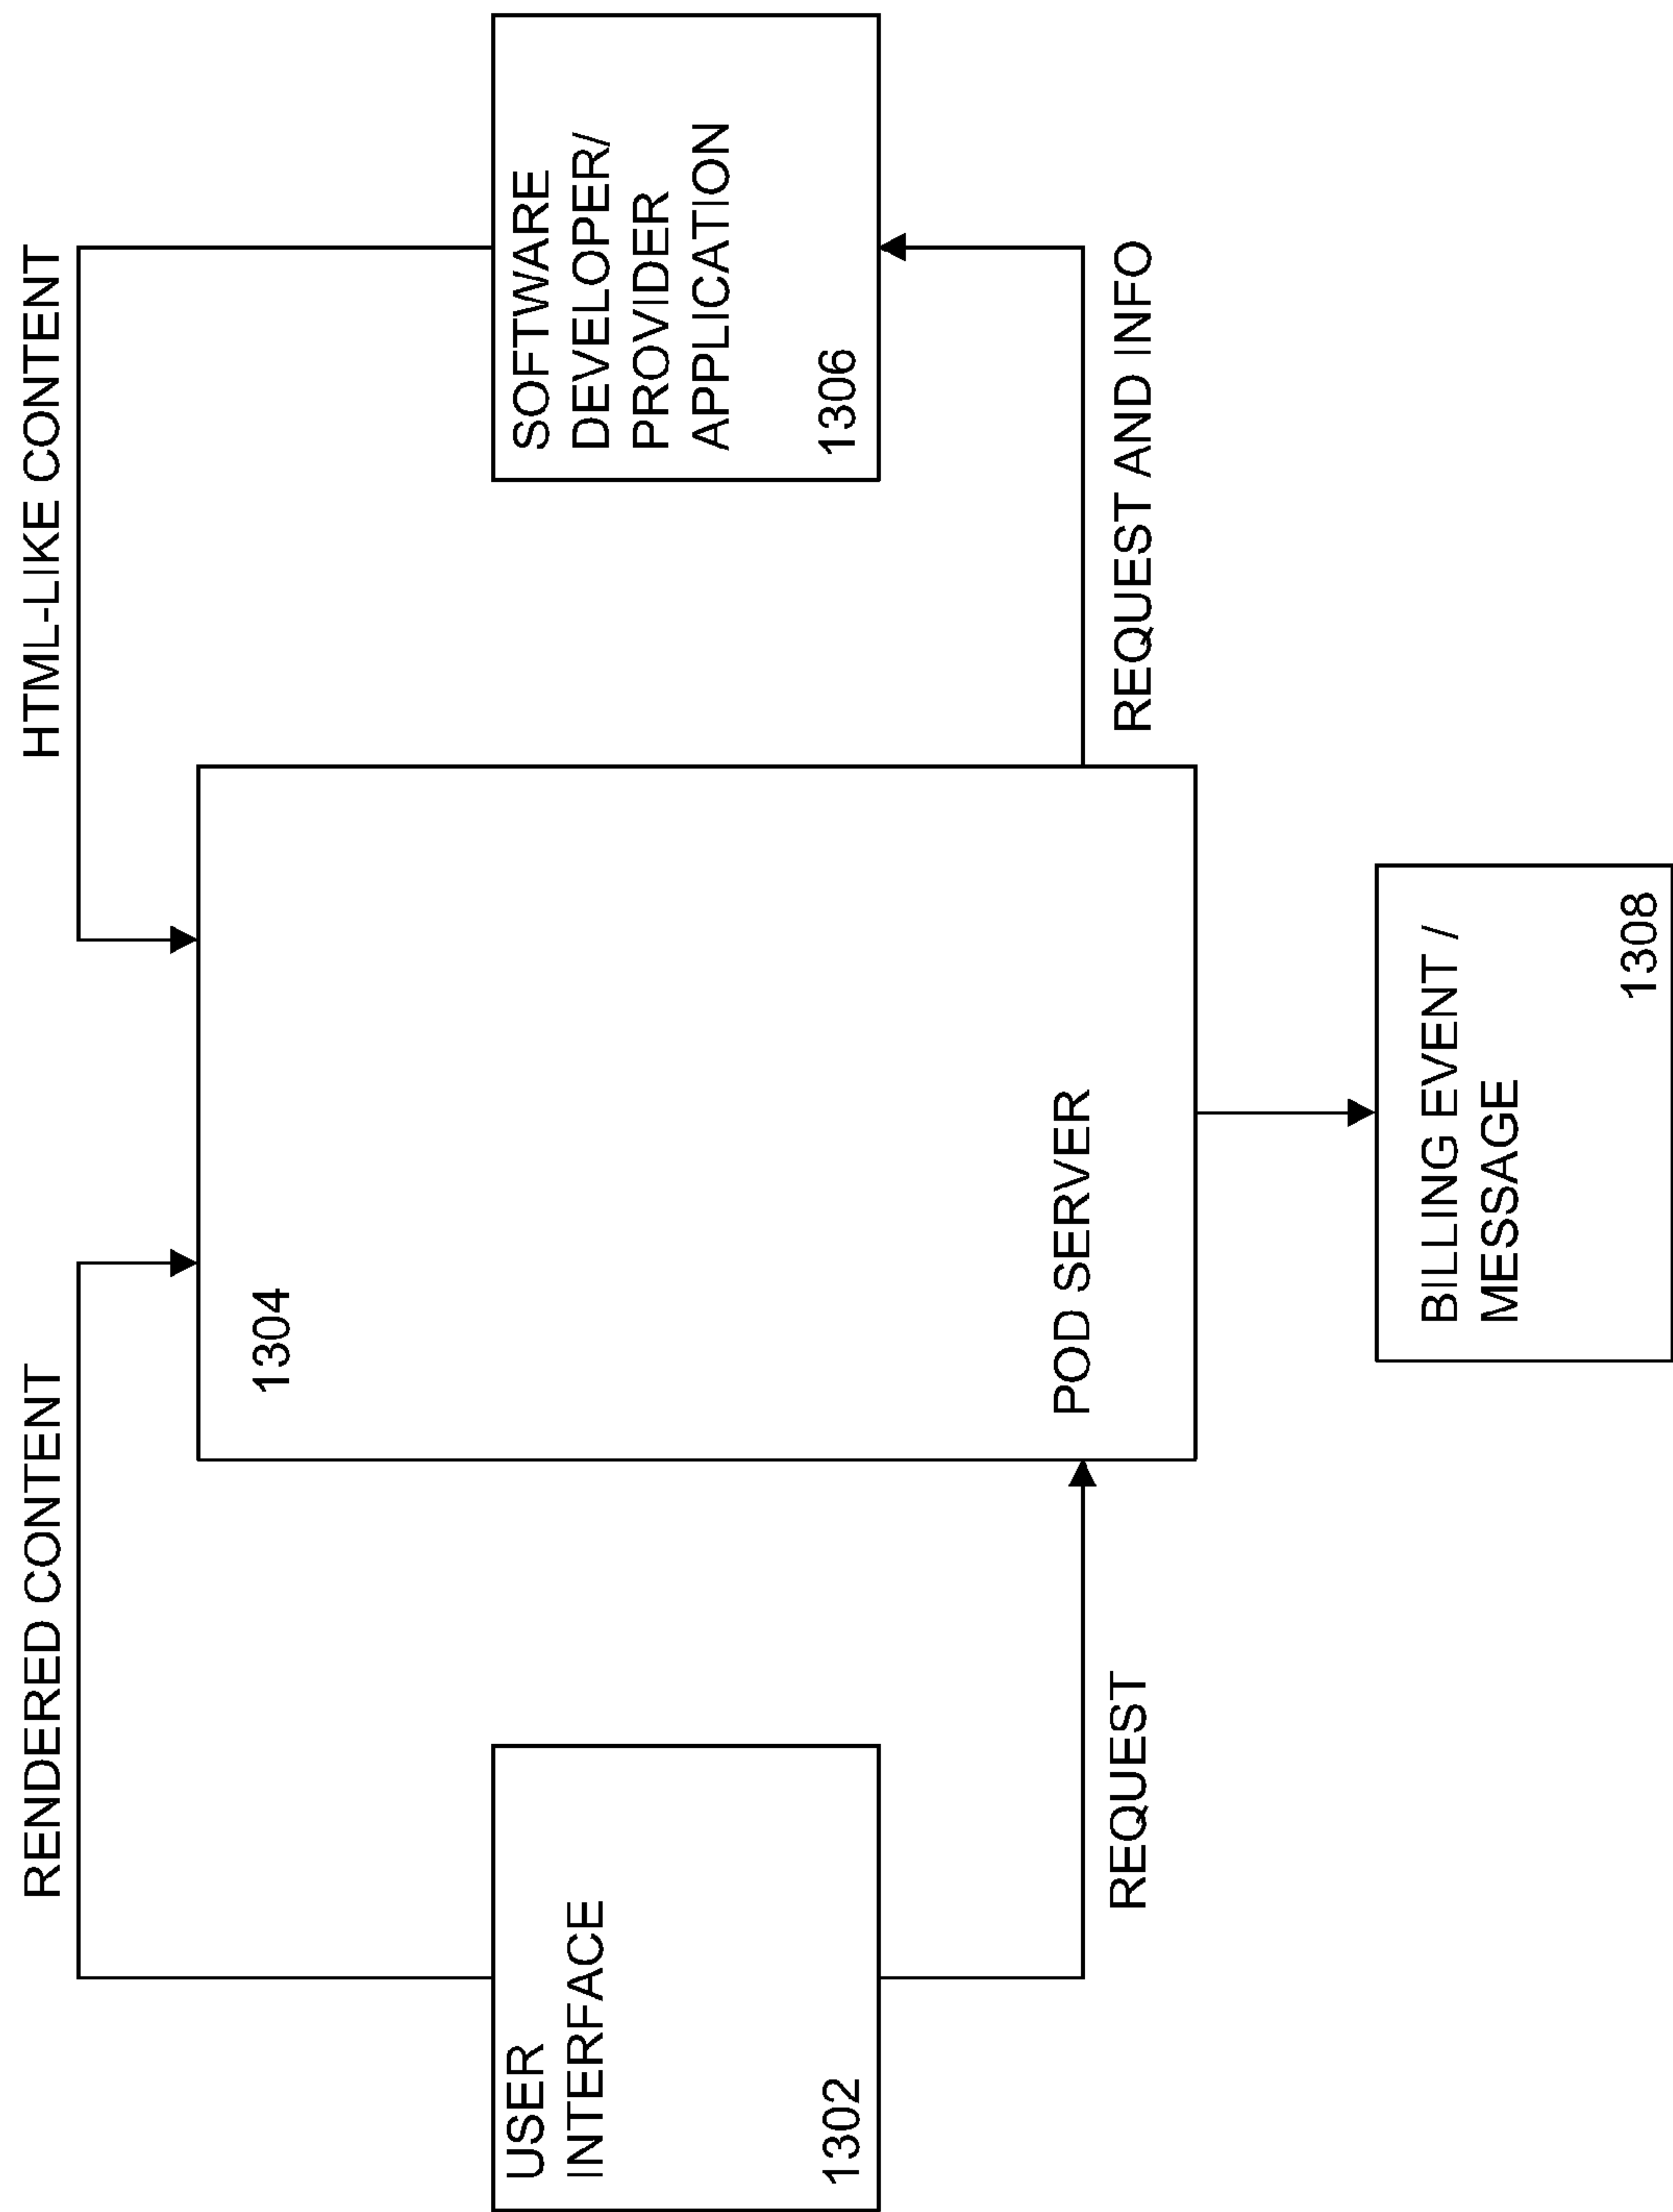 RENDERED CONTENT
HTML-LIKE CONTENT
USER
INTERFACE
1302
1304
POD SERVER
SOFTWARE
DEVELOPER/
PROVIDER
APPLICATION
1306
REQUEST
REQUEST AND INFO
BILLING EVENT /
MESSAGE
1308